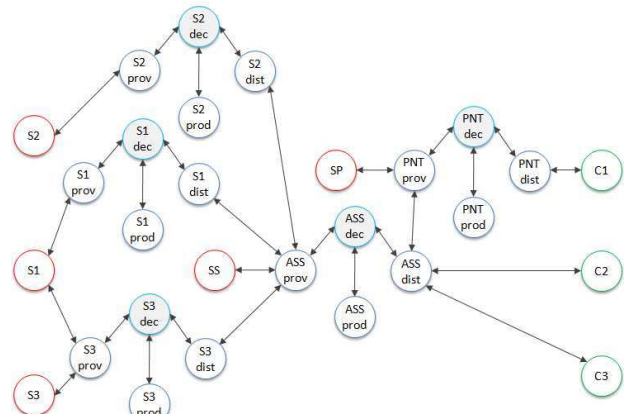 S2
dec
S2
prov
S2
dist
S2
prod
S2
S1
dec
S1
prov
S1
dist
S1
prod
S1
SS
ASS
prov
ASS
dec
ASS
dist
ASS
prod
SP
PNT
prov
PNT
dec
PNT
dist
PNT
prod
C1
C2
C3
S3
dec
S3
prov
S3
dist
S3
prod
S3